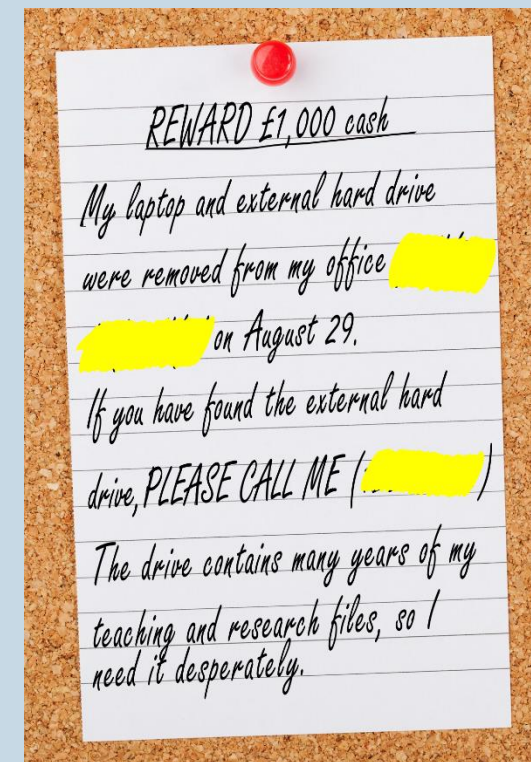 REWARD £1,000 cash
My laptop and external hard drive
were removed from my office
on August 29.
If you have found the external hard
drive, PLEASE CALL ME ( )
The drive contains many years of my
teaching and research files, so I
need it desperately.